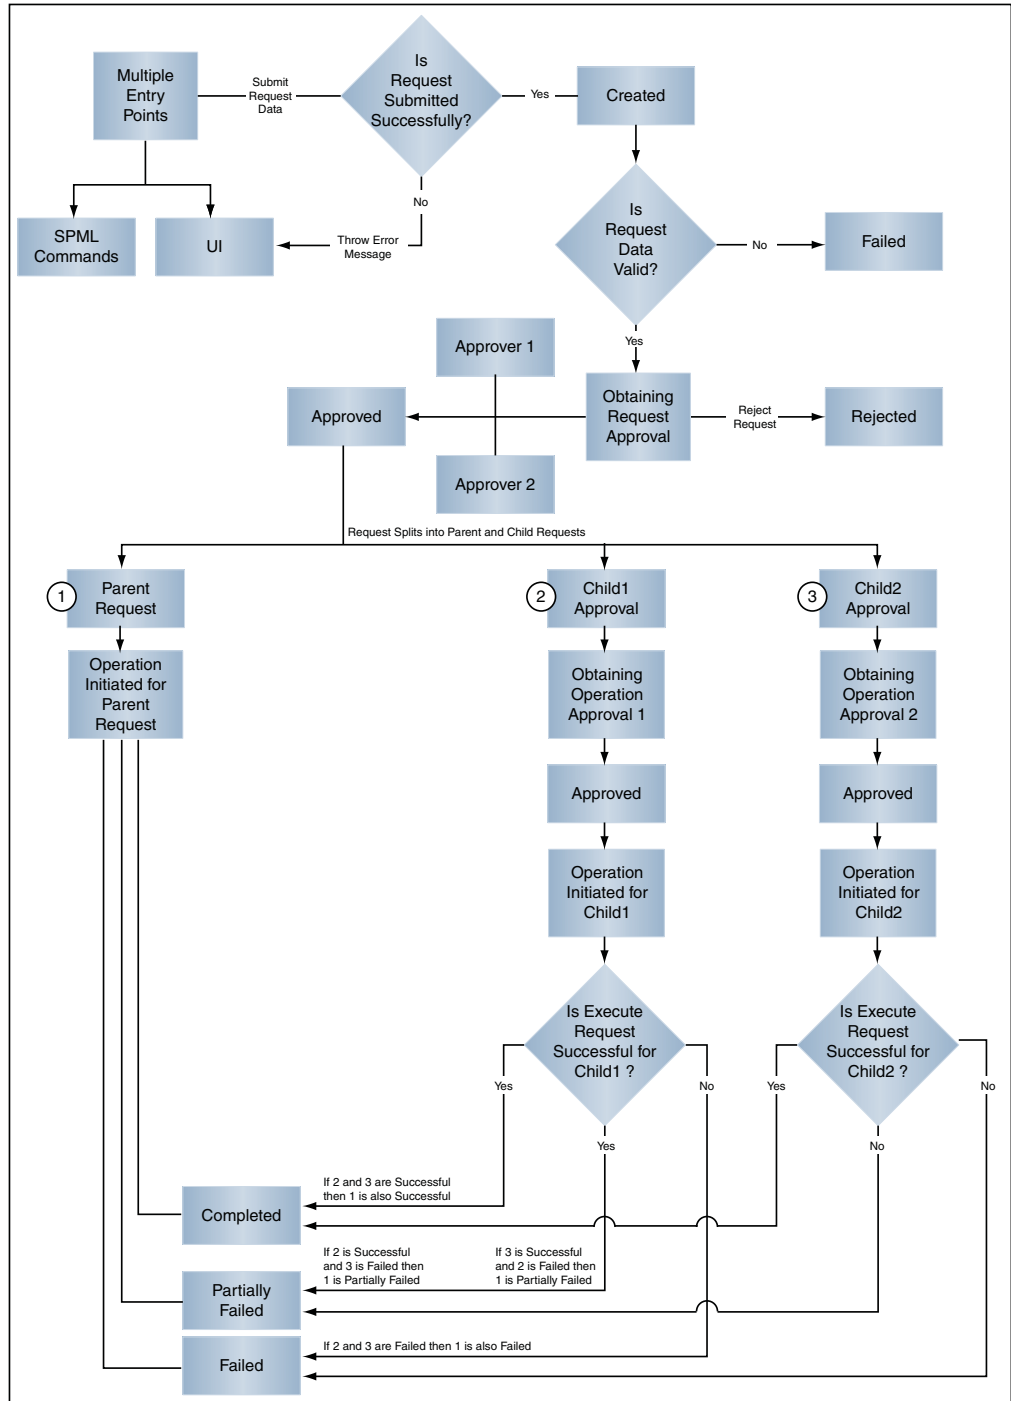 Multiple
Entry
Points
Submit
Request
Data
Is
Request
Submitted
Successfully?
Yes
Created
No
SPML
Commands
UI
Throw Error
Message
Is
Request
Data
Valid?
No
Failed
Yes
Approver 1
Approved
Obtaining
Request
Approval
Reject
Request
Rejected
Approver 2
Request Splits into Parent and Child Requests
1
Parent
Request
2
Child1
Approval
3
Child2
Approval
Operation
Initiated for
Parent
Request
Obtaining
Operation
Approval 1
Obtaining
Operation
Approval 2
Approved
Approved
Operation
Initiated for
Child1
Operation
Initiated for
Child2
Is Execute
Request
Successful for
Child1 ?
Is Execute
Request
Successful for
Child2 ?
Yes
No
Yes
No
Yes
No
If 2 and 3 are Successful
then 1 is also Successful
Completed
If 2 is Successful
and 3 is Failed then
1 is Partially Failed
If 3 is Successful
and 2 is Failed then
1 is Partially Failed
Partially
Failed
If 2 and 3 are Failed then 1 is also Failed
Failed